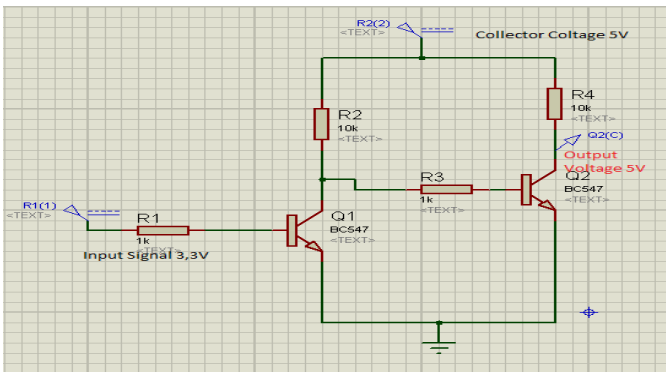 R2(2)
<TEXT>
Collector Coltage 5V
R2
10k
<TEXT>
R4
10k
<TEXT>
Q2(C)
Output
Voltage 5V
R3
1k
<TEXT>
Q2
BC547
<TEXT>
R1(1)
<TEXT>
R1
1k
<TEXT>
Input Signal 3,3V
Q1
BC547
<TEXT>